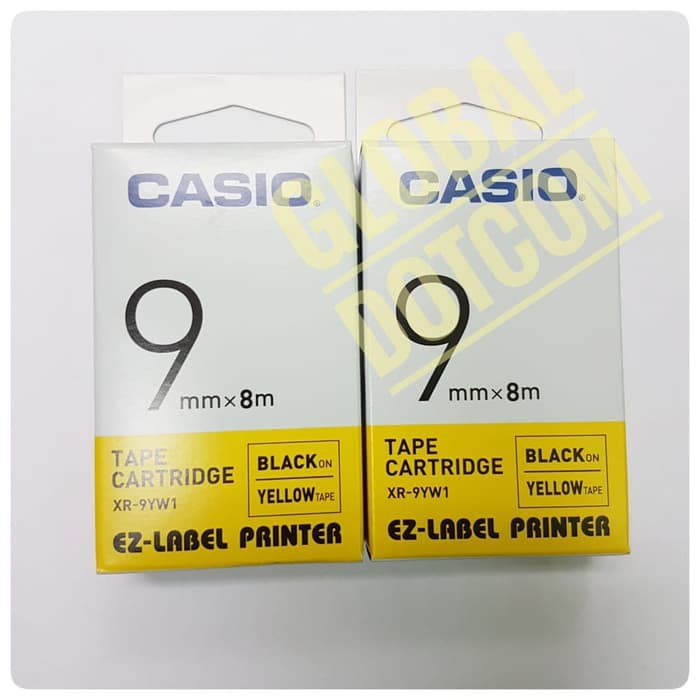 CASIO®
9 mm×8m
TAPE
CARTRIDGE
XR-9YW1
BLACK ON
YELLOW TAPE
EZ-LABEL PRINTER
CASIO®
9 mm×8m
TAPE
CARTRIDGE
XR-9YW1
BLACK ON
YELLOW TAPE
EZ-LABEL PRINTER
GLOBAL
DOTCOM